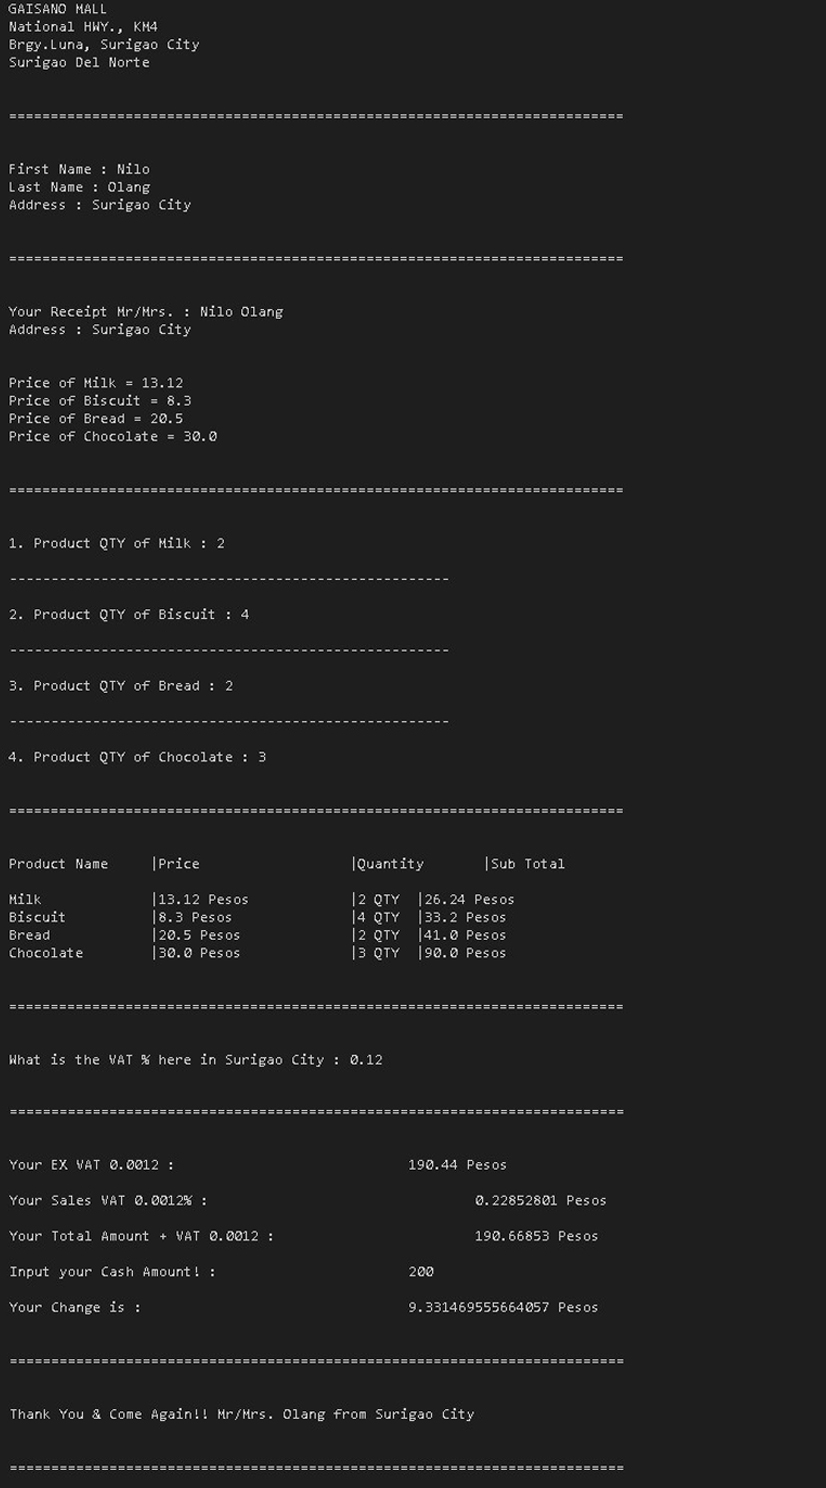 GAISANO MALL
National HWY., KM4
Brgy.Luna, Surigao City
Surigao Del Norte
==========================================================================
First Name : Nilo
Last Name : Olang
Address : Surigao City
==========================================================================
Your Receipt Mr/Mrs. : Nilo Olang
Address : Surigao City
Price of Milk = 13.12
Price of Biscuit = 8.3
Price of Bread = 20.5
Price of Chocolate = 30.0
==========================================================================
1. Product QTY of Milk : 2
-----------------------------------------------------
2. Product QTY of Biscuit : 4
-----------------------------------------------------
3. Product QTY of Bread : 2
-----------------------------------------------------
4. Product QTY of Chocolate : 3
==========================================================================
Product Name     |Price                  |Quantity       |Sub Total
Milk             |13.12 Pesos            |2 QTY  |26.24 Pesos
Biscuit          |8.3 Pesos              |4 QTY  |33.2 Pesos
Bread            |20.5 Pesos             |2 QTY  |41.0 Pesos
Chocolate        |30.0 Pesos             |3 QTY  |90.0 Pesos
==========================================================================
What is the VAT % here in Surigao City : 0.12
==========================================================================
Your EX VAT 0.0012 :                            190.44 Pesos
Your Sales VAT 0.0012% :                                0.22852801 Pesos
Your Total Amount + VAT 0.0012 :                        190.66853 Pesos
Input your Cash Amount! :                       200
Your Change is :                                9.331469555664057 Pesos
==========================================================================
Thank You & Come Again!! Mr/Mrs. Olang from Surigao City
==========================================================================